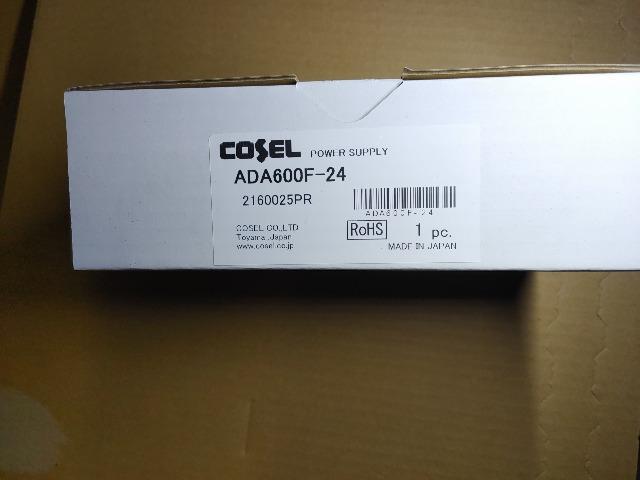 COSEL POWER SUPPLY
ADA600F-24
2160025PR
ADA600F-24
COSEL CO.,LTD
Toyama, Japan
www.cosel.co.jp
RoHS 1 pc.
MADE IN JAPAN